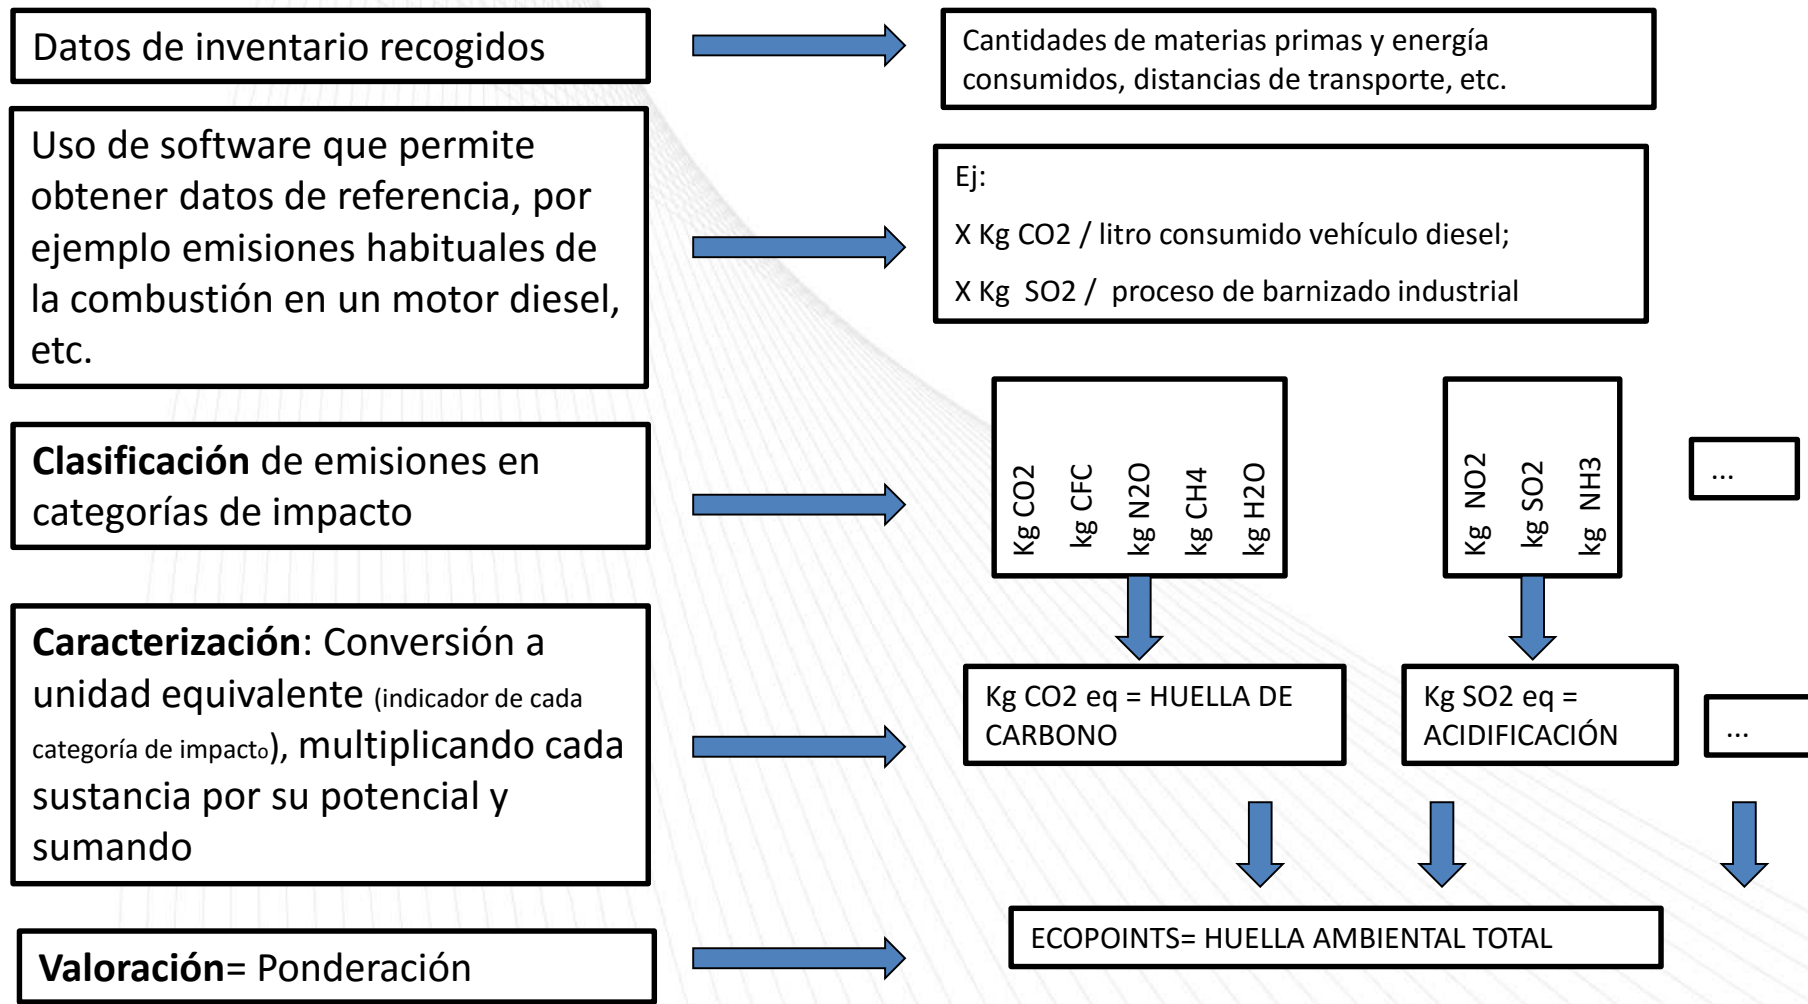 Datos de inventario recogidos
Cantidades de materias primas y energía
consumidos, distancias de transporte, etc.
Uso de software que permite
obtener datos de referencia, por
ejemplo emisiones habituales de
la combustión en un motor diesel,
etc.
Ej:
X Kg CO2 / litro consumido vehículo diesel;
X Kg  SO2 /  proceso de barnizado industrial
Clasificación de emisiones en
categorías de impacto
Kg CO2
kg CFC
kg N2O
kg CH4
kg H2O
Kg  NO2
kg SO2
kg  NH3
...
Caracterización: Conversión a
unidad equivalente (indicador de cada
categoría de impacto), multiplicando cada
sustancia por su potencial y
sumando
Kg CO2 eq = HUELLA DE
CARBONO
Kg SO2 eq =
ACIDIFICACIÓN
...
Valoración= Ponderación
ECOPOINTS= HUELLA AMBIENTAL TOTAL